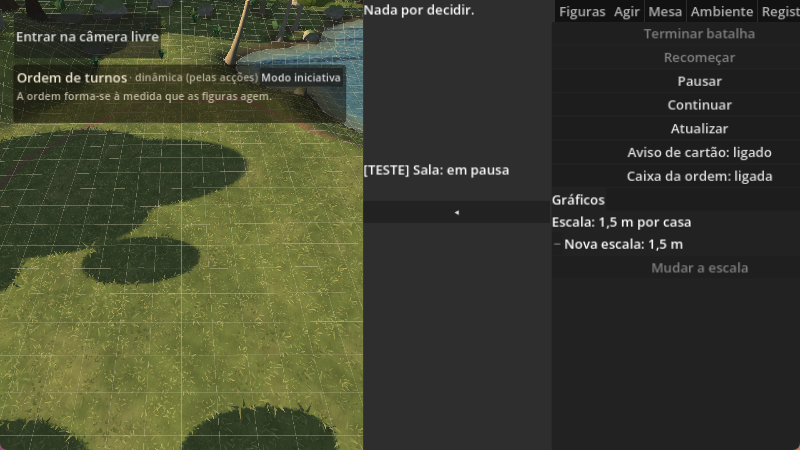 Entrar na câmera livre
Ordem de turnos · dinâmica (pelas acções) Modo iniciativa
A ordem forma-se à medida que as figuras agem.
Nada por decidir.
[TESTE] Sala: em pausa
Figuras Agir Mesa Ambiente Regist
Terminar batalha
Recomeçar
Pausar
Continuar
Atualizar
Aviso de cartão: ligado
Caixa da ordem: ligada
Gráficos
Escala: 1,5 m por casa
− Nova escala: 1,5 m
Mudar a escala